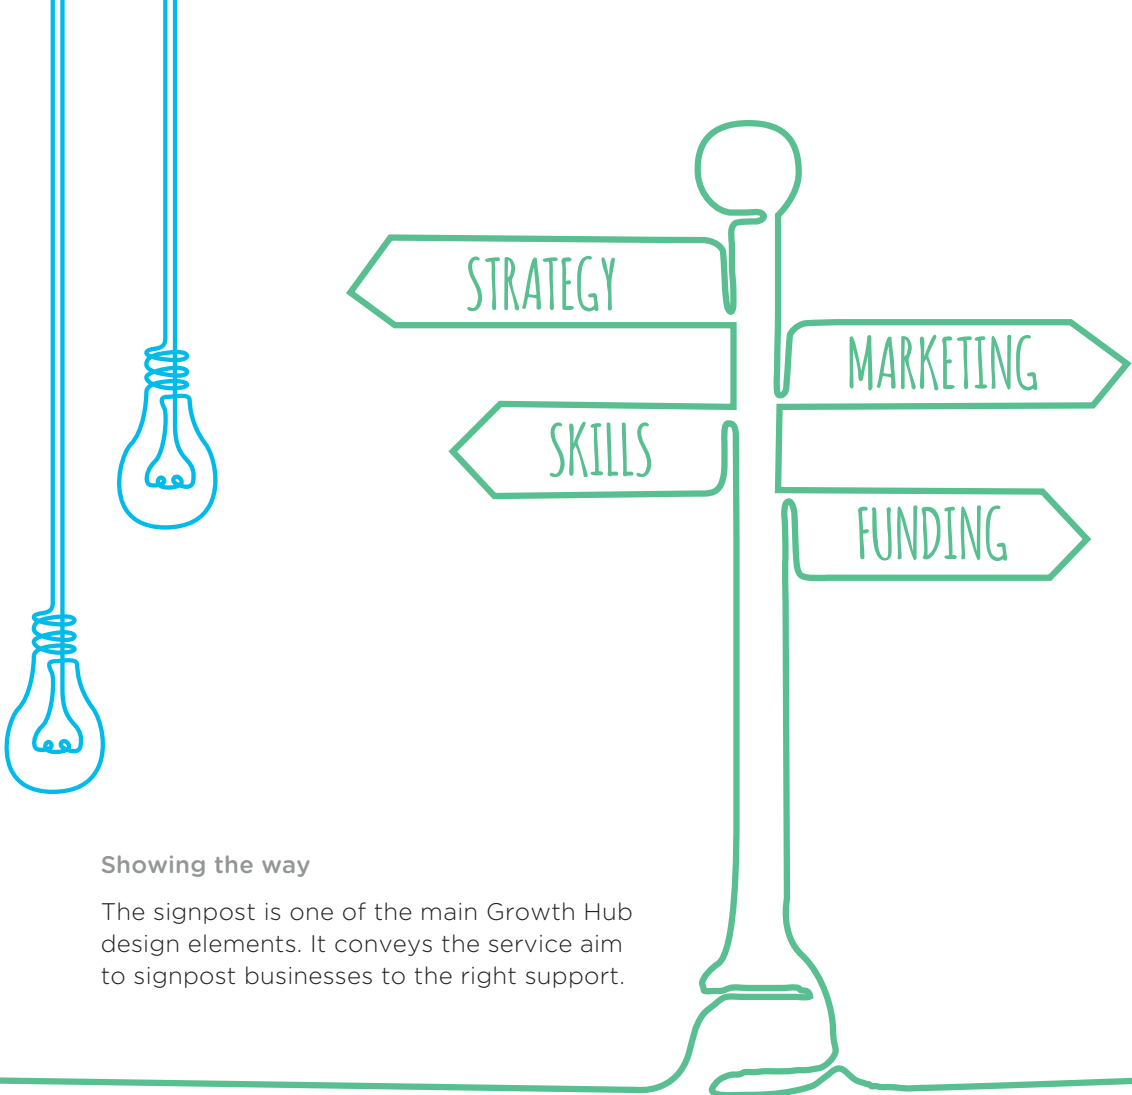 STRATEGY
MARKETING
SKILLS
FUNDING
Showing the way
The signpost is one of the main Growth Hub
design elements. It conveys the service aim
to signpost businesses to the right support.